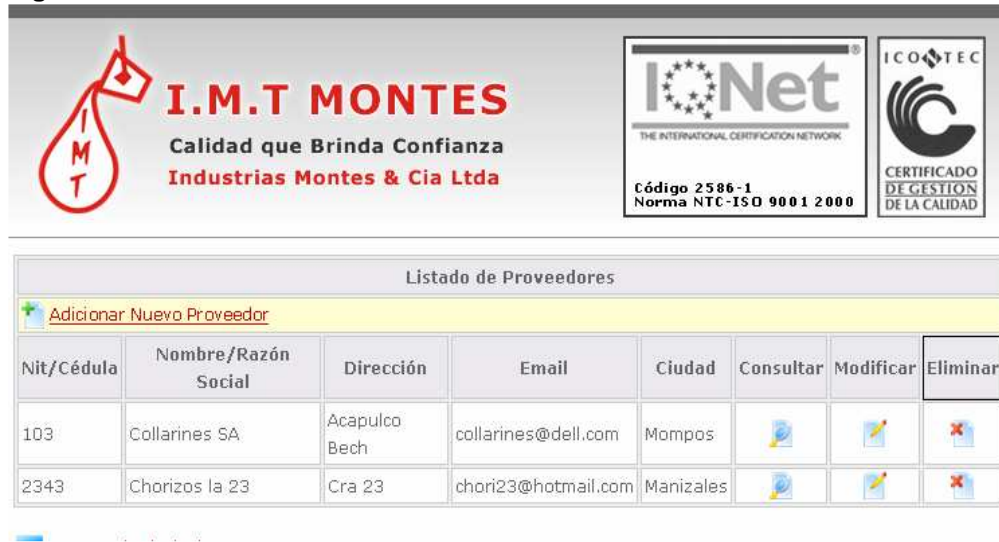 I.M.T MONTES
Calidad que Brinda Confianza
Industrias Montes & Cia Ltda
IMT
IQNet ®
THE INTERNATIONAL CERTIFICATION NETWORK
Código 2586-1
Norma NTC-ISO 9001 2000
ICONTEC
CERTIFICADO
DE GESTION
DE LA CALIDAD
Listado de Proveedores
Adicionar Nuevo Proveedor
Nit/Cédula Nombre/Razón Social Dirección Email Ciudad Consultar Modificar Eliminar
103 Collarines SA Acapulco Bech collarines@dell.com Mompos
2343 Chorizos la 23 Cra 23 chori23@hotmail.com Manizales